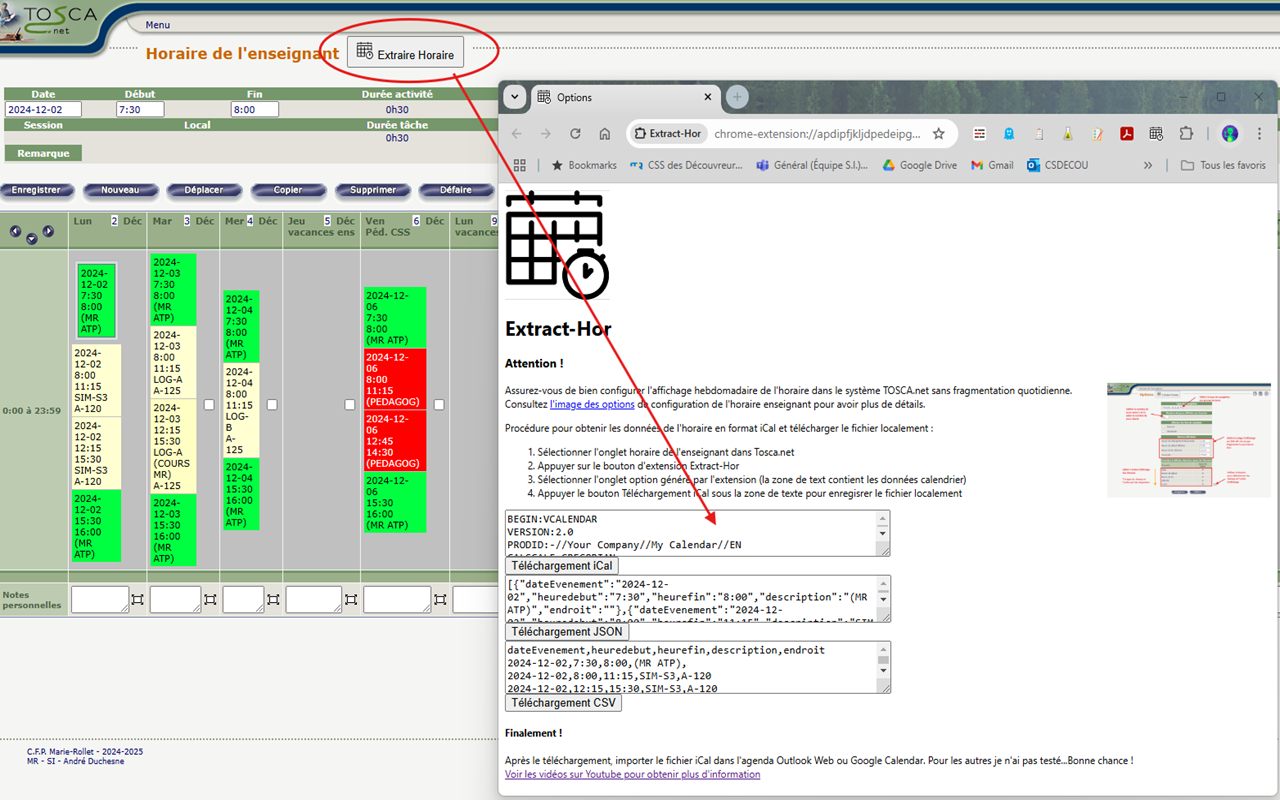 TOSCA
.net
Menu
Horaire de l'enseignant
Extraire Horaire
Date Début Fin Durée activité
2024-12-02 7:30 8:00 0h30
Session Local Durée tâche
0h30
Remarque
Enregistrer Nouveau Déplacer Copier Supprimer Défaire
Lun 2 Déc Mar 3 Déc Mer 4 Déc Jeu 5 Déc Ven 6 Déc Lun 9
vacances ens Péd. CSS vacances
0:00 à 23:59
2024-
12-02
7:30
8:00
(MR
ATP)
2024-
12-02
8:00
11:15
SIM-S3
A-120
2024-
12-02
12:15
15:30
SIM-S3
A-120
2024-
12-02
15:30
16:00
(MR
ATP)
2024-
12-03
7:30
8:00
(MR
ATP)
2024-
12-03
8:00
11:15
LOG-A
A-125
2024-
12-03
12:15
15:30
LOG-A
(COURS
MR)
A-125
2024-
12-03
15:30
16:00
(MR
ATP)
2024-
12-04
7:30
8:00
(MR
ATP)
2024-
12-04
8:00
11:15
LOG-
B
A-
125
2024-
12-04
15:30
16:00
(MR
ATP)
2024-12-
06
7:30
8:00
(MR ATP)
2024-12-
06
8:00
11:15
(PEDAGOG)
2024-12-
06
12:45
14:30
(PEDAGOG)
2024-12-
06
15:30
16:00
(MR ATP)
Notes
personnelles
C.F.P. Marie-Rollet - 2024-2025
MR - SI - André Duchesne
Options
Extract-Hor chrome-extension://apdipfjkljdpedeipg...
Bookmarks CSS des Découvreur... Général (Équipe S.I.)... Google Drive Gmail CSDECOU » Tous les favoris
Extract-Hor
Attention !
Assurez-vous de bien configurer l'affichage hebdomadaire de l'horaire dans le système TOSCA.net sans fragmentation quotidienne.
Consultez l'image des options de configuration de l'horaire enseignant pour avoir plus de détails.
Procédure pour obtenir les données de l'horaire en format iCal et télécharger le fichier localement :
1. Sélectionner l'onglet horaire de l'enseignant dans Tosca.net
2. Appuyer sur le bouton d'extension Extract-Hor
3. Sélectionner l'onglet option généré par l'extension (la zone de text contient les données calendrier)
4. Appuyer le bouton Téléchargement iCal sous la zone de texte pour enregisrer le fichier localement
BEGIN:VCALENDAR
VERSION:2.0
PRODID:-//Your Company//My Calendar//EN
CALSCALE:GREGORIAN
Téléchargement iCal
[{"dateEvenement":"2024-12-
02","heuredebut":"7:30","heurefin":"8:00","description":"(MR
ATP)","endroit":""},{"dateEvenement":"2024-12-
02","heuredebut":"8:00","heurefin":"11:15","description":"SIM-
Téléchargement JSON
dateEvenement,heuredebut,heurefin,description,endroit
2024-12-02,7:30,8:00,(MR ATP),
2024-12-02,8:00,11:15,SIM-S3,A-120
2024-12-02,12:15,15:30,SIM-S3,A-120
Téléchargement CSV
Finalement !
Après le téléchargement, importer le fichier iCal dans l'agenda Outlook Web ou Google Calendar. Pour les autres je n'ai pas testé...Bonne chance !
Voir les vidéos sur Youtube pour obtenir plus d'information